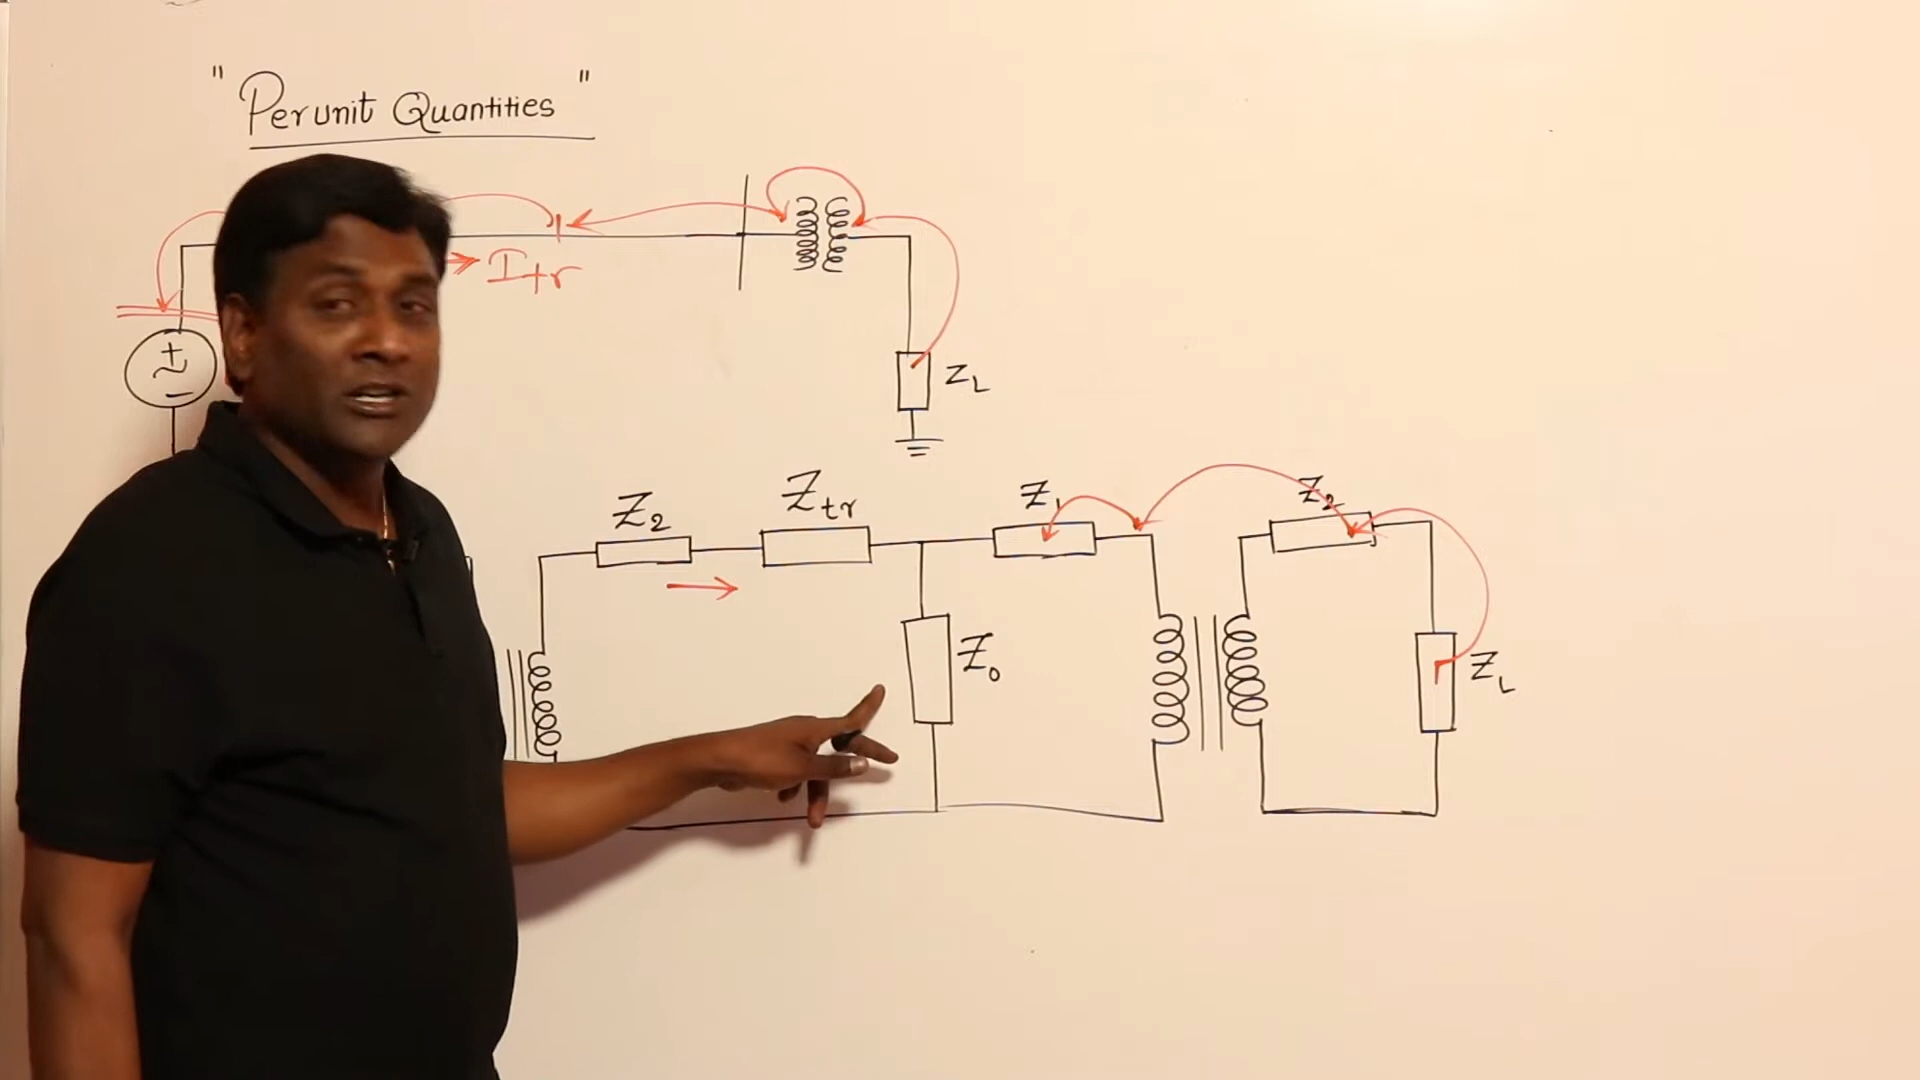 " Perunit Quantities "
Itr
+
~
-
ZL
Z2
Ztr
Z1
Z2
Z0
ZL